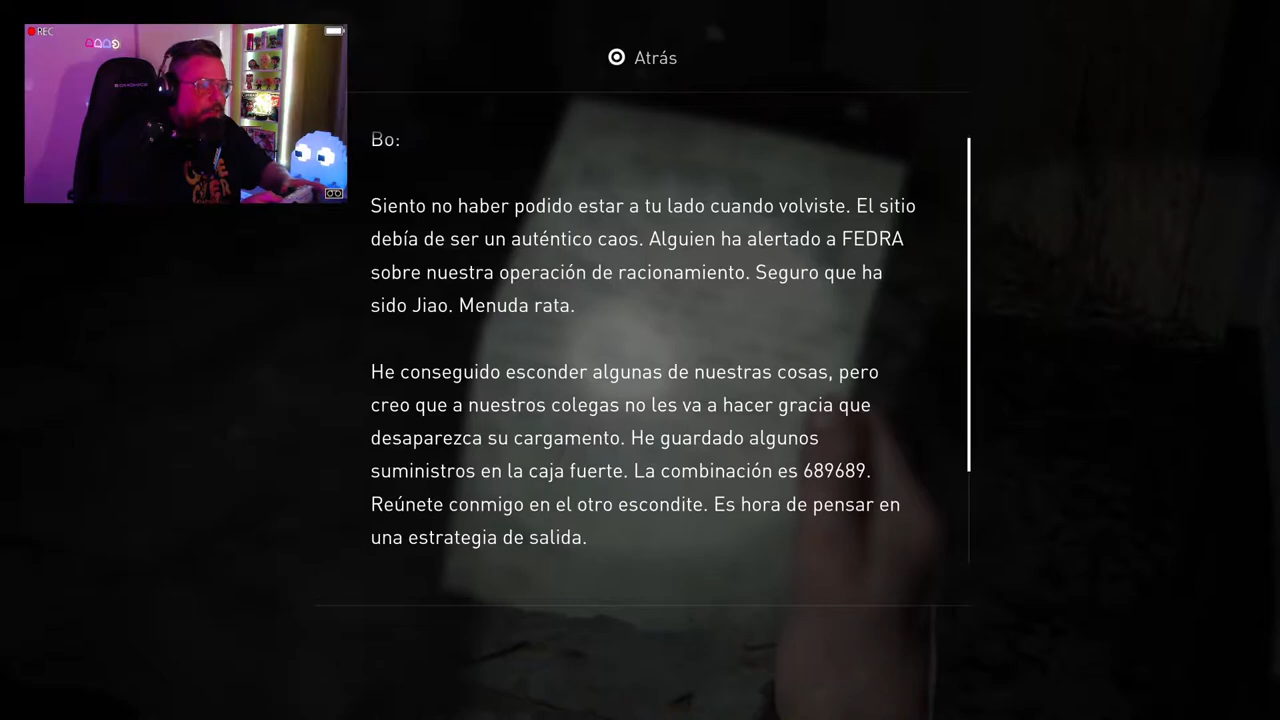 REC
Atrás
Bo:
Siento no haber podido estar a tu lado cuando volviste. El sitio
debía de ser un auténtico caos. Alguien ha alertado a FEDRA
sobre nuestra operación de racionamiento. Seguro que ha
sido Jiao. Menuda rata.
He conseguido esconder algunas de nuestras cosas, pero
creo que a nuestros colegas no les va a hacer gracia que
desaparezca su cargamento. He guardado algunos
suministros en la caja fuerte. La combinación es 689689.
Reúnete conmigo en el otro escondite. Es hora de pensar en
una estrategia de salida.